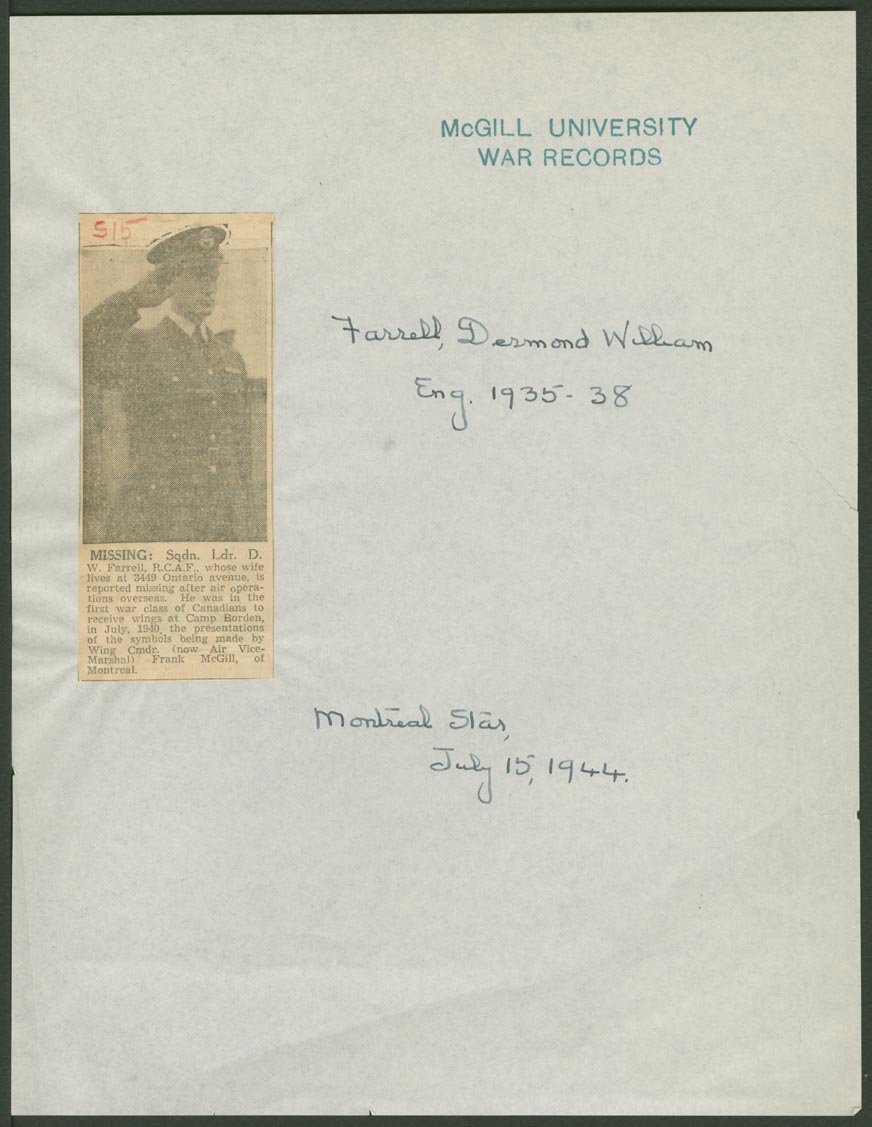 McGILL UNIVERSITY
WAR RECORDS
S15
Farrell, Desmond William
Eng. 1935-38
MISSING: Sqdn. Ldr. D.
W. Farrell, R.C.A.F., whose wife
lives at 3449 Ontario avenue, is
reported missing after air opera-
tions overseas. He was in the
first war class of Canadians to
receive wings at Camp Borden,
in July, 1940, the presentations
of the symbols being made by
Wing Cmdr. (now Air Vice-
Marshal) Frank McGill, of
Montreal.
Montreal Star,
July 15, 1944.